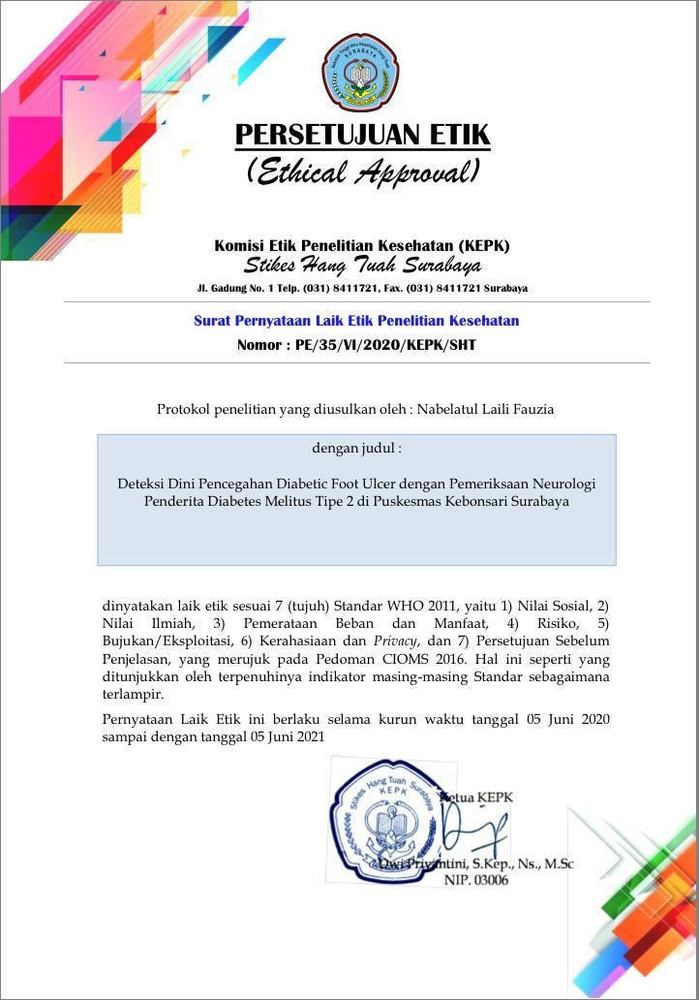 Sekolah Tinggi Ilmu Kesehatan Hang Tuah
SURABAYA
PERSETUJUAN ETIK
(Ethical Approval)
Komisi Etik Penelitian Kesehatan (KEPK)
Stikes Hang Tuah Surabaya
Jl. Gadung No. 1 Telp. (031) 8411721, Fax. (031) 8411721 Surabaya
Surat Pernyataan Laik Etik Penelitian Kesehatan
Nomor : PE/35/VI/2020/KEPK/SHT
Protokol penelitian yang diusulkan oleh : Nabelatul Laili Fauzia
dengan judul :
Deteksi Dini Pencegahan Diabetic Foot Ulcer dengan Pemeriksaan Neurologi
Penderita Diabetes Melitus Tipe 2 di Puskesmas Kebonsari Surabaya
dinyatakan laik etik sesuai 7 (tujuh) Standar WHO 2011, yaitu 1) Nilai Sosial, 2)
Nilai Ilmiah, 3) Pemerataan Beban dan Manfaat, 4) Risiko, 5)
Bujukan/Eksploitasi, 6) Kerahasiaan dan Privacy, dan 7) Persetujuan Sebelum
Penjelasan, yang merujuk pada Pedoman CIOMS 2016. Hal ini seperti yang
ditunjukkan oleh terpenuhinya indikator masing-masing Standar sebagaimana
terlampir.
Pernyataan Laik Etik ini berlaku selama kurun waktu tanggal 05 Juni 2020
sampai dengan tanggal 05 Juni 2021
Stikes Hang Tuah Surabaya
KEPK
Ketua KEPK
Dwi Priyantini, S.Kep., Ns., M.Sc
NIP. 03006